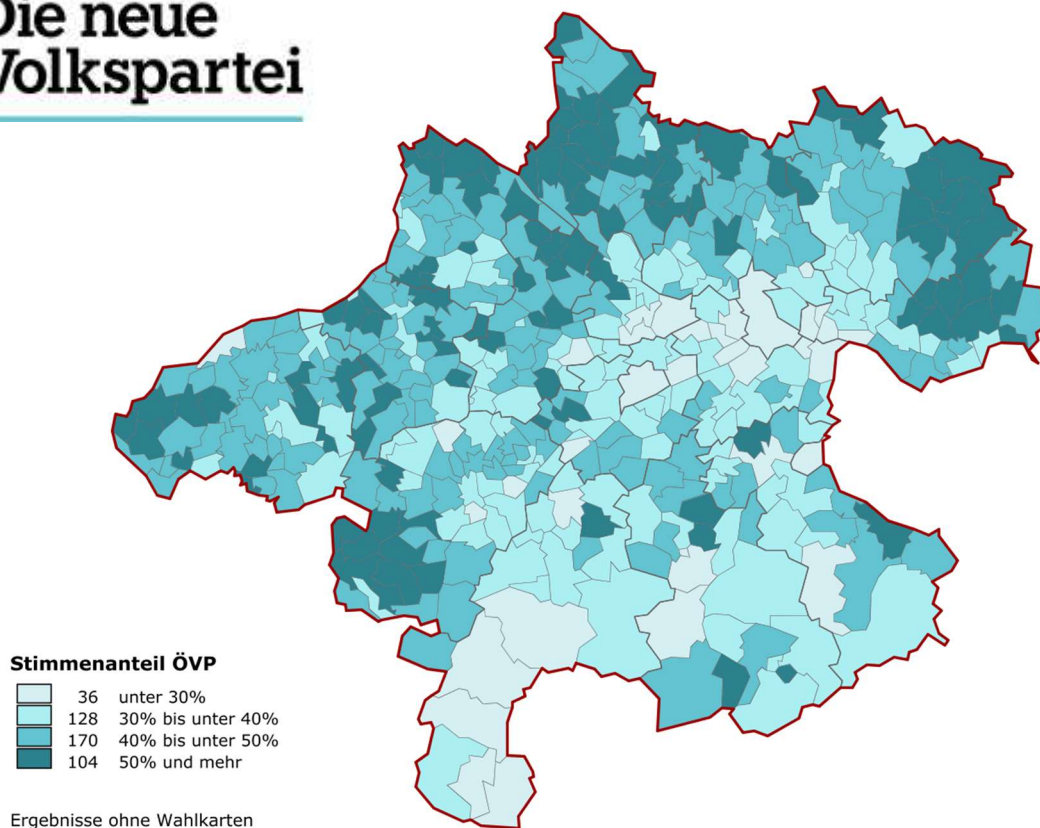 Die neue
Volkspartei
Stimmenanteil ÖVP
36 unter 30%
128 30% bis unter 40%
170 40% bis unter 50%
104 50% und mehr
Ergebnisse ohne Wahlkarten